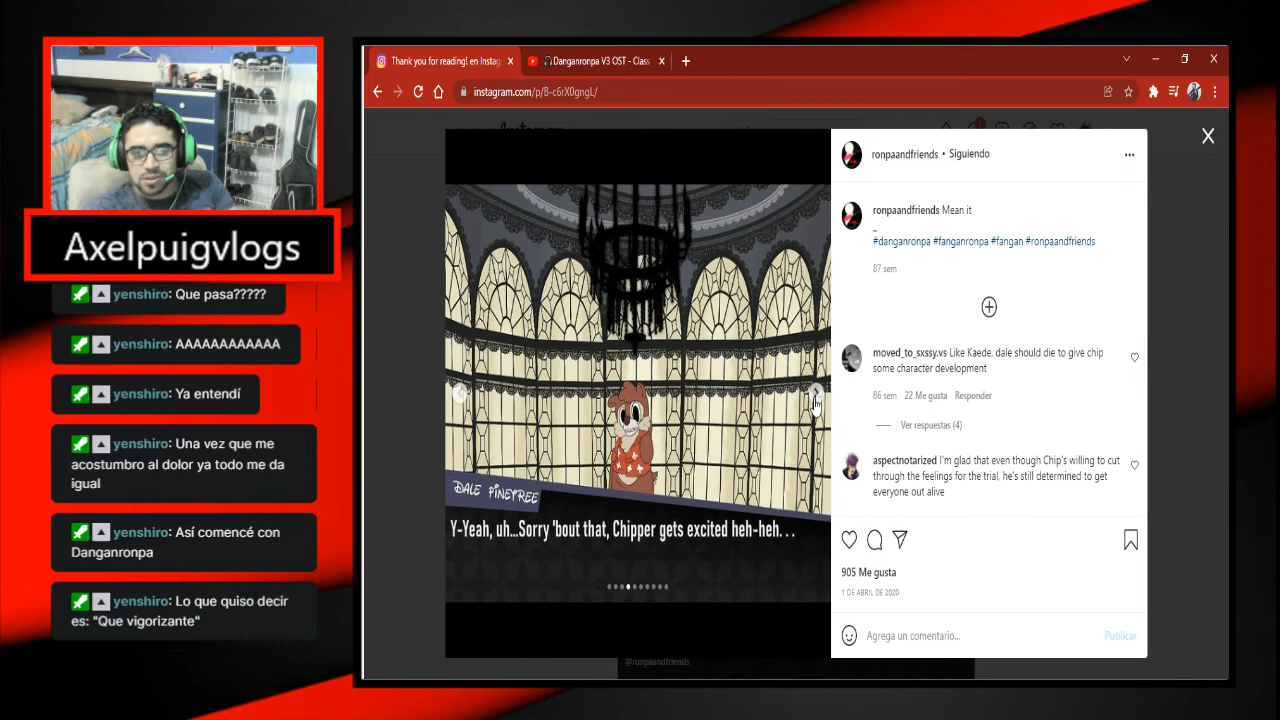 Axelpuigvlogs
yenshiro: Que pasa?????
yenshiro: AAAAAAAAAAAA
yenshiro: Ya entendí
yenshiro: Una vez que me
acostumbro al dolor ya todo me da
igual
yenshiro: Así comencé con
Danganronpa
yenshiro: Lo que quiso decir
es: "Que vigorizante"
Thank you for reading! en Instag
Danganronpa V3 OST - Class
instagram.com/p/B-c6rX0gngL/
DALE PINETREE
Y-Yeah, uh...Sorry 'bout that, Chipper gets excited heh-heh. . .
@ronpaandfriends
ronpaandfriends • Siguiendo
ronpaandfriends Mean it
_
#danganronpa #fanganronpa #fangan #ronpaandfriends
87 sem
moved_to_sxssy.vs Like Kaede. dale should die to give chip
some character development
86 sem 22 Me gusta Responder
Ver respuestas (4)
aspectnotarized I'm glad that even though Chip's willing to cut
through the feelings for the trial, he's still determined to get
everyone out alive
905 Me gusta
1 DE ABRIL DE 2020
Agrega un comentario...
Publicar